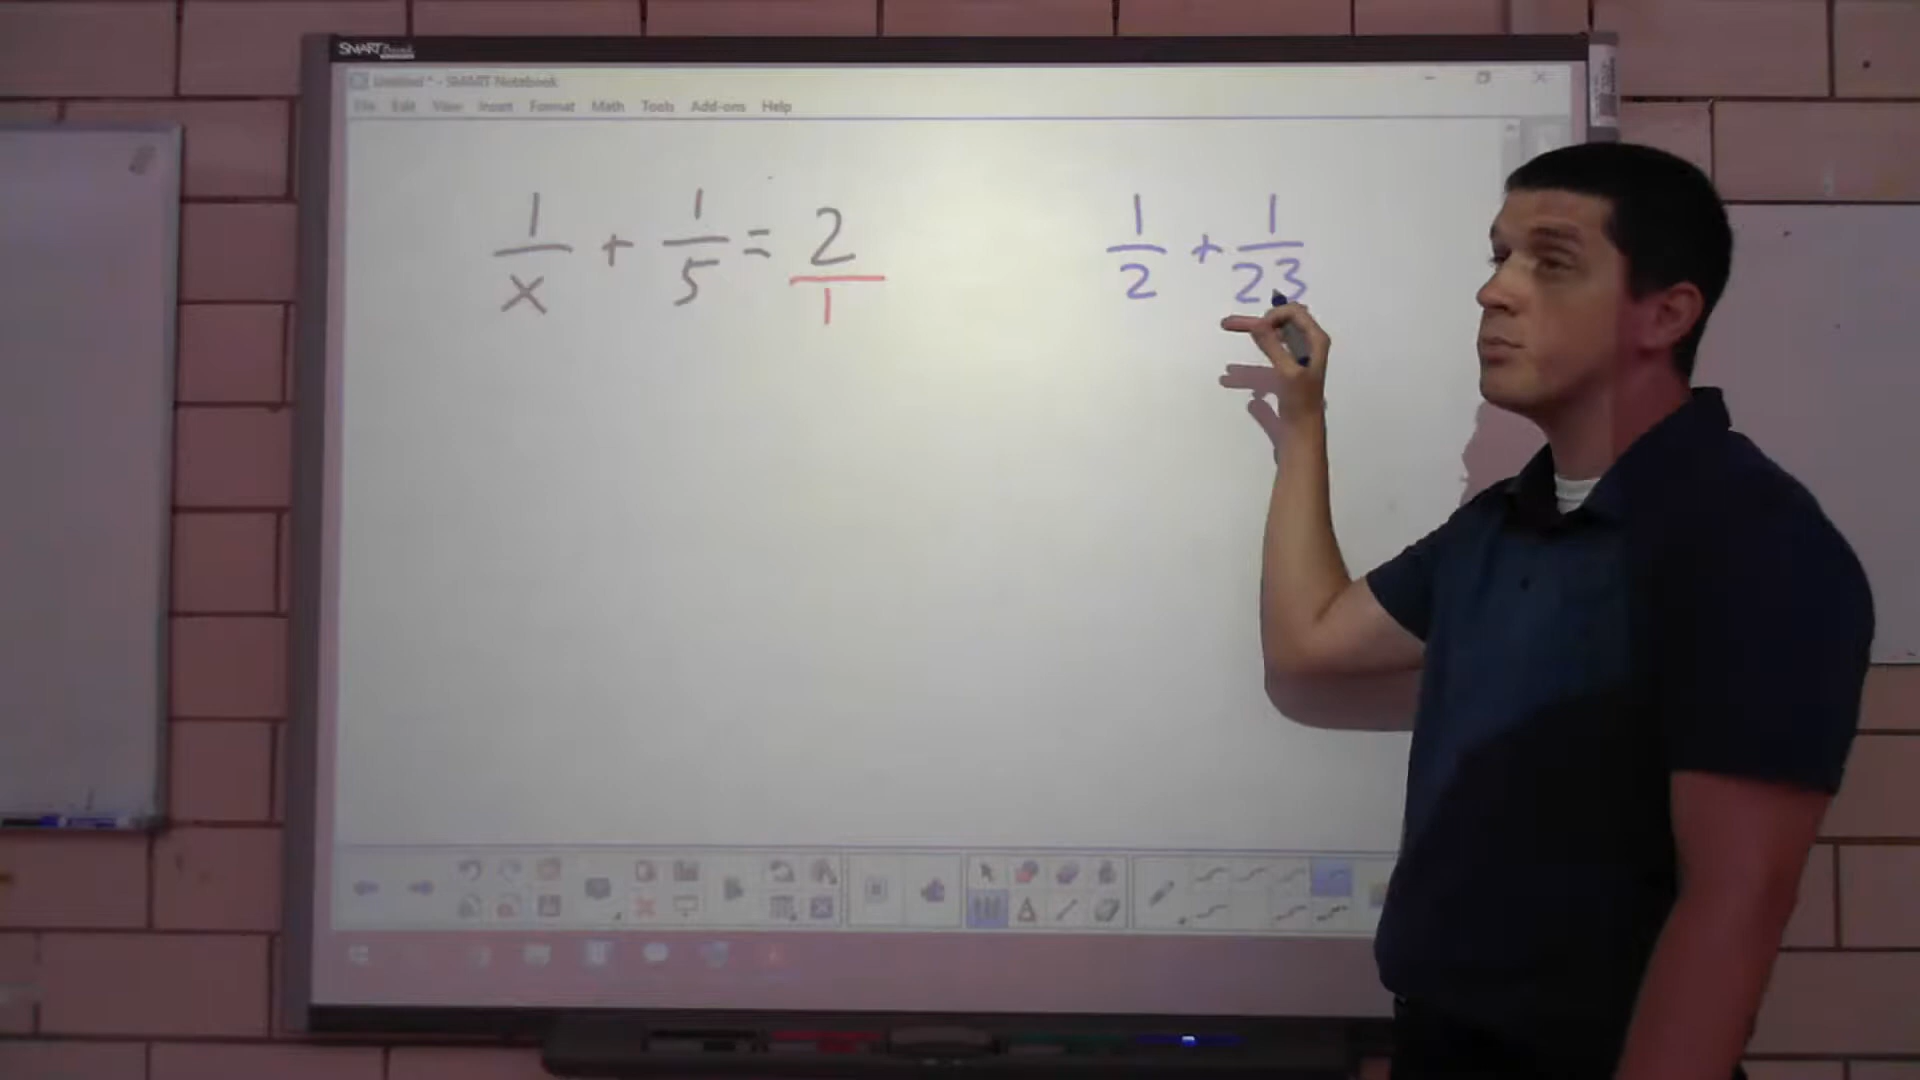 SMART Board
Untitled * - SMART Notebook
File Edit View Insert Format Math Tools Add-ons Help
1/x + 1/5 = 2/1
1/2 + 1/23